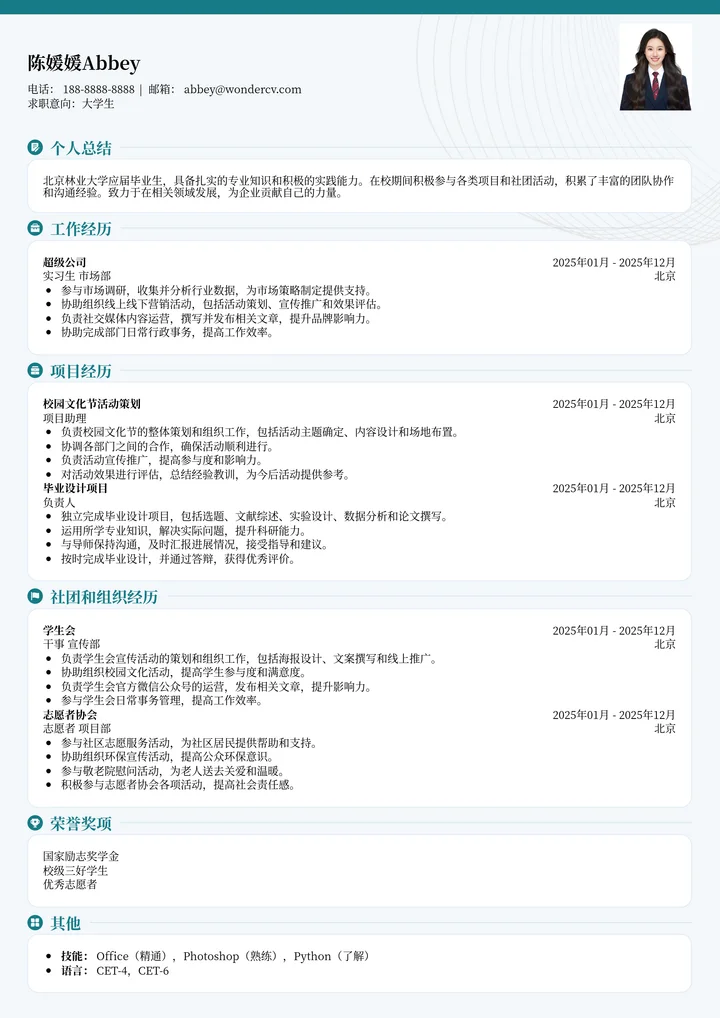 陈媛媛Abbey
电话： 188-8888-8888 | 邮箱： abbey@wondercv.com
求职意向：大学生
个人总结
北京林业大学应届毕业生，具备扎实的专业知识和积极的实践能力。在校期间积极参与各类项目和社团活动，积累了丰富的团队协作
和沟通经验。致力于在相关领域发展，为企业贡献自己的力量。
工作经历
超级公司 2025年01月 - 2025年12月
实习生 市场部 北京
• 参与市场调研，收集并分析行业数据，为市场策略制定提供支持。
• 协助组织线上线下营销活动，包括活动策划、宣传推广和效果评估。
• 负责社交媒体内容运营，撰写并发布相关文章，提升品牌影响力。
• 协助完成部门日常行政事务，提高工作效率。
项目经历
校园文化节活动策划 2025年01月 - 2025年12月
项目助理 北京
• 负责校园文化节的整体策划和组织工作，包括活动主题确定、内容设计和场地布置。
• 协调各部门之间的合作，确保活动顺利进行。
• 负责活动宣传推广，提高参与度和影响力。
• 对活动效果进行评估，总结经验教训，为今后活动提供参考。
毕业设计项目 2025年01月 - 2025年12月
负责人 北京
• 独立完成毕业设计项目，包括选题、文献综述、实验设计、数据分析和论文撰写。
• 运用所学专业知识，解决实际问题，提升科研能力。
• 与导师保持沟通，及时汇报进展情况，接受指导和建议。
• 按时完成毕业设计，并通过答辩，获得优秀评价。
社团和组织经历
学生会 2025年01月 - 2025年12月
干事 宣传部 北京
• 负责学生会宣传活动的策划和组织工作，包括海报设计、文案撰写和线上推广。
• 协助组织校园文化活动，提高学生参与度和满意度。
• 负责学生会官方微信公众号的运营，发布相关文章，提升影响力。
• 参与学生会日常事务管理，提高工作效率。
志愿者协会 2025年01月 - 2025年12月
志愿者 项目部 北京
• 参与社区志愿服务活动，为社区居民提供帮助和支持。
• 协助组织环保宣传活动，提高公众环保意识。
• 参与敬老院慰问活动，为老人送去关爱和温暖。
• 积极参与志愿者协会各项活动，提高社会责任感。
荣誉奖项
国家励志奖学金
校级三好学生
优秀志愿者
其他
• 技能： Office（精通），Photoshop（熟练），Python（了解）
• 语言： CET-4，CET-6